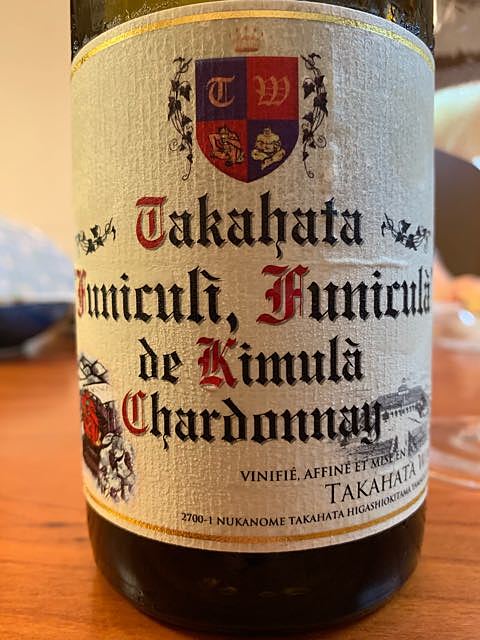 T W
Takahata
Funiculì, Funiculà
de Kimulà
Chardonnay
VINIFIÉ, AFFINÉ ET MISE EN
TAKAHATA
2700-1 NUKANOME TAKAHATA HIGASHIOKITAMA